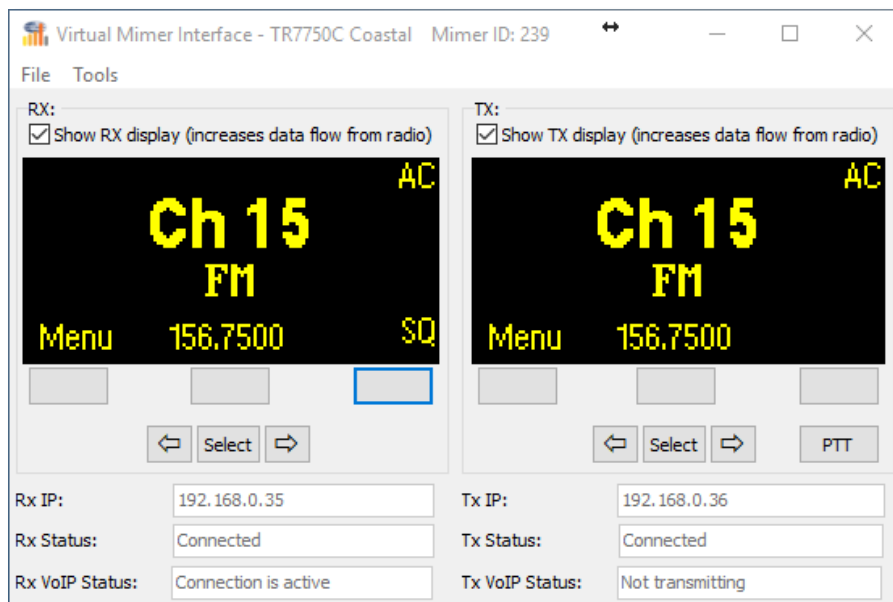 Virtual Mimer Interface - TR7750C Coastal Mimer ID: 239
File Tools
RX:
Show RX display (increases data flow from radio)
AC
Ch 15
FM
Menu 156.7500 SQ
Select
Rx IP: 192.168.0.35
Rx Status: Connected
Rx VoIP Status: Connection is active
TX:
Show TX display (increases data flow from radio)
AC
Ch 15
FM
Menu 156.7500
Select PTT
Tx IP: 192.168.0.36
Tx Status: Connected
Tx VoIP Status: Not transmitting